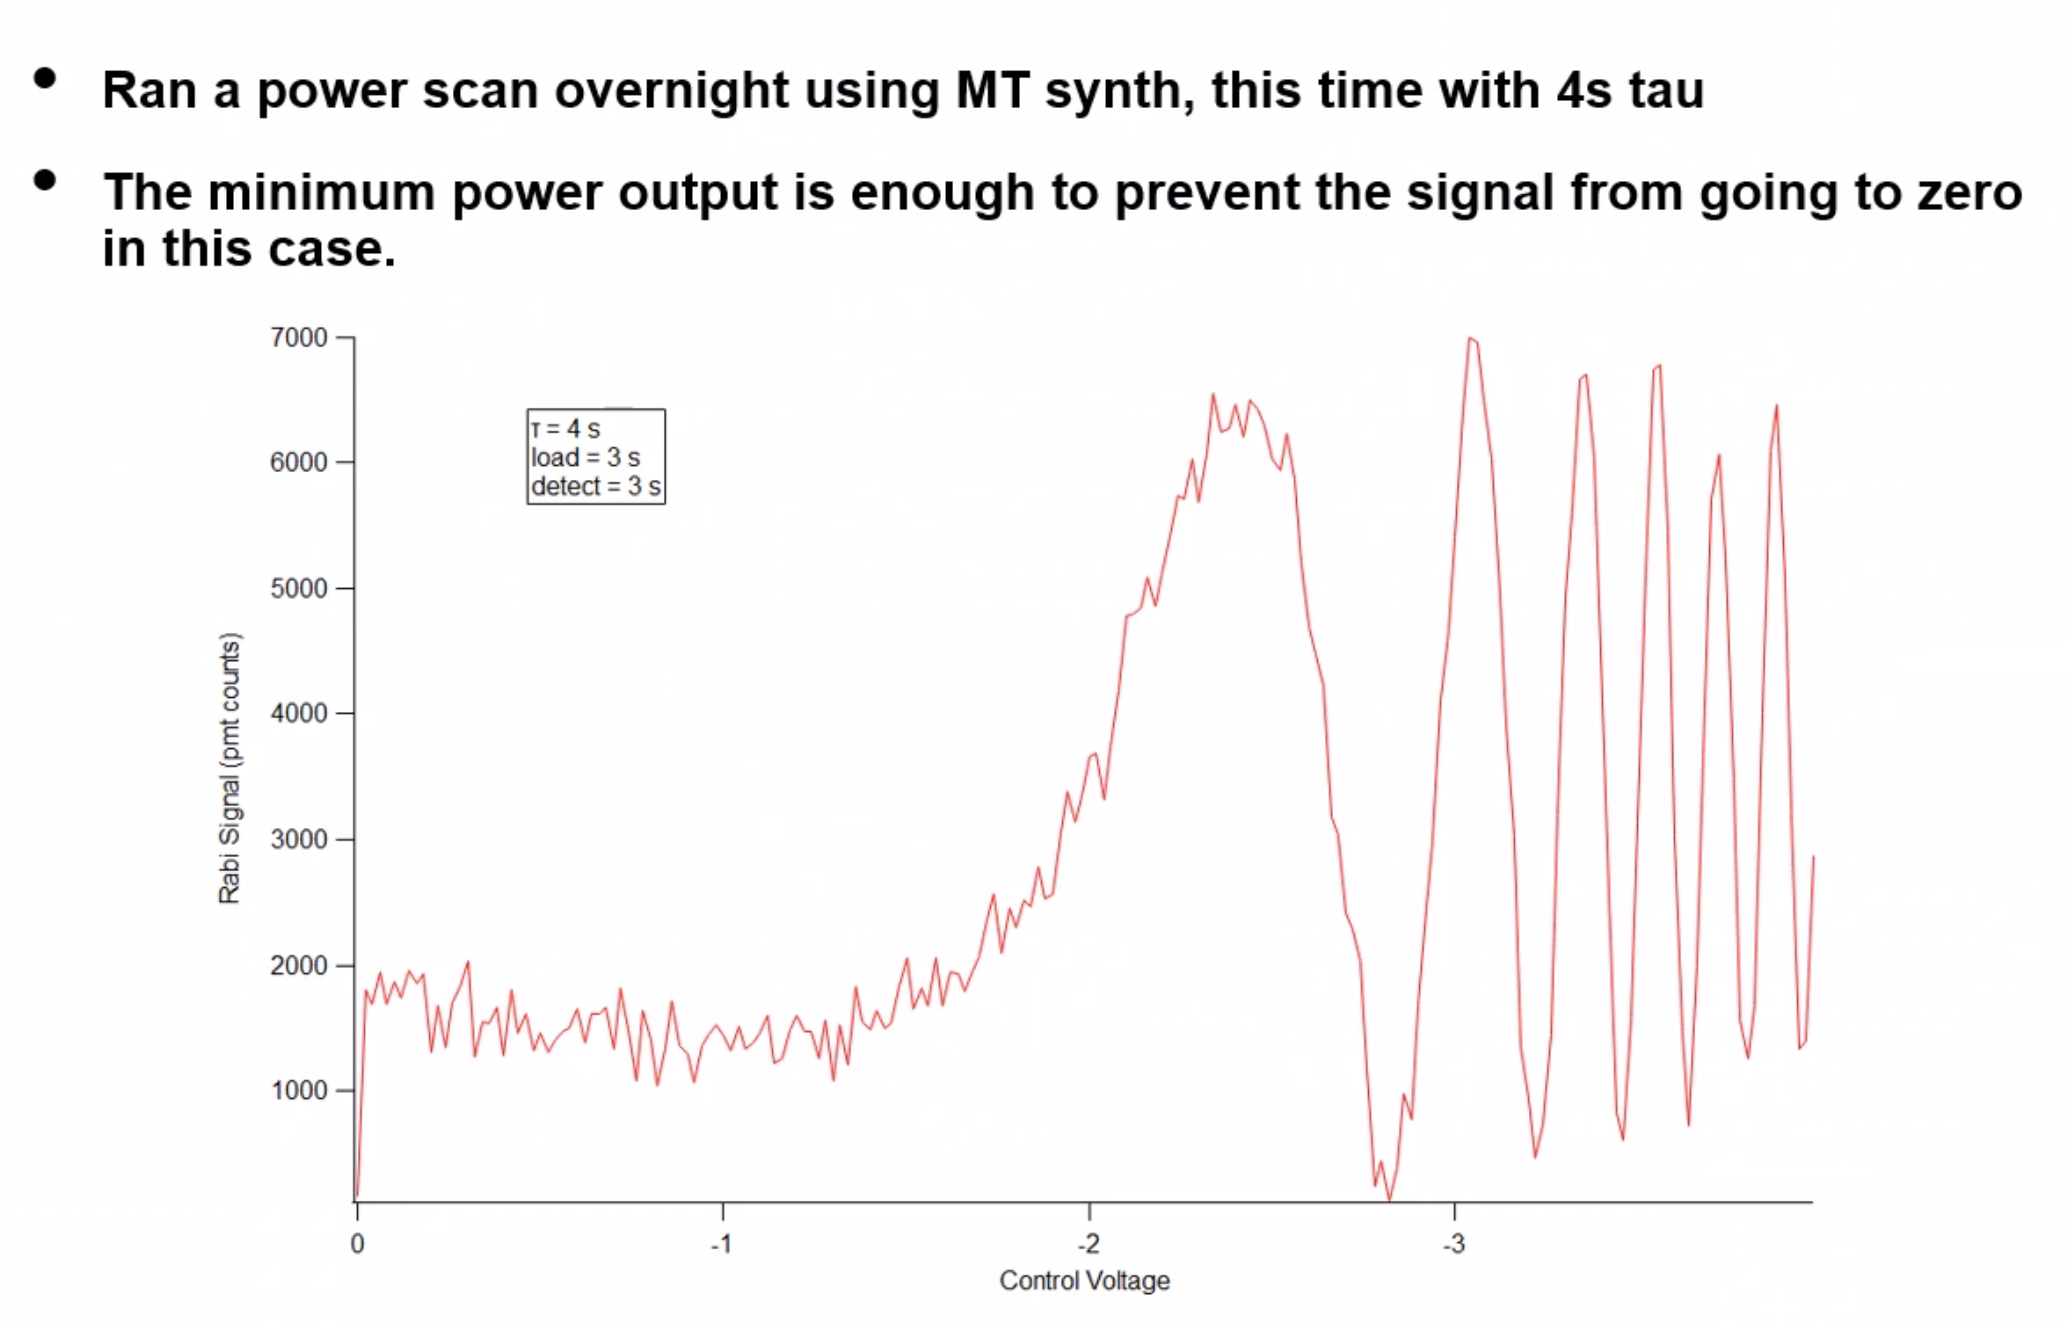 • Ran a power scan overnight using MT synth, this time with 4s tau
• The minimum power output is enough to prevent the signal from going to zero
in this case.
7000
6000
5000
4000
3000
2000
1000
Rabi Signal (pmt counts)
τ = 4 s
load = 3 s
detect = 3 s
0
-1
-2
-3
Control Voltage